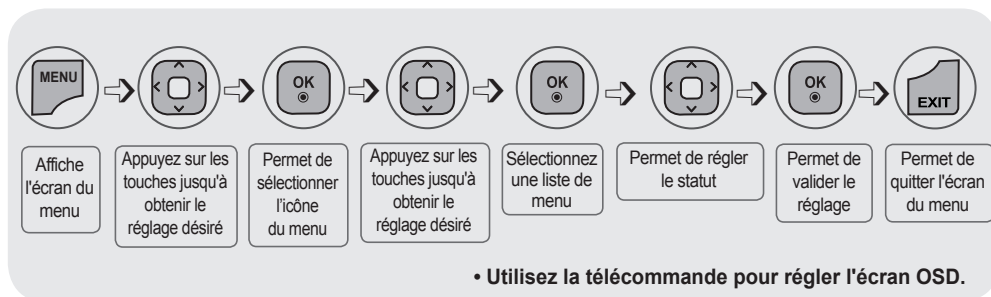 MENU
OK
OK
OK
EXIT
Affiche
l'écran du
menu
Appuyez sur les
touches jusqu'à
obtenir le
réglage désiré
Permet de
sélectionner
l'icône
du menu
Appuyez sur les
touches jusqu'à
obtenir le
réglage désiré
Sélectionnez
une liste de
menu
Permet de régler
le statut
Permet de
valider le
réglage
Permet de
quitter l'écran
du menu
• Utilisez la télécommande pour régler l'écran OSD.